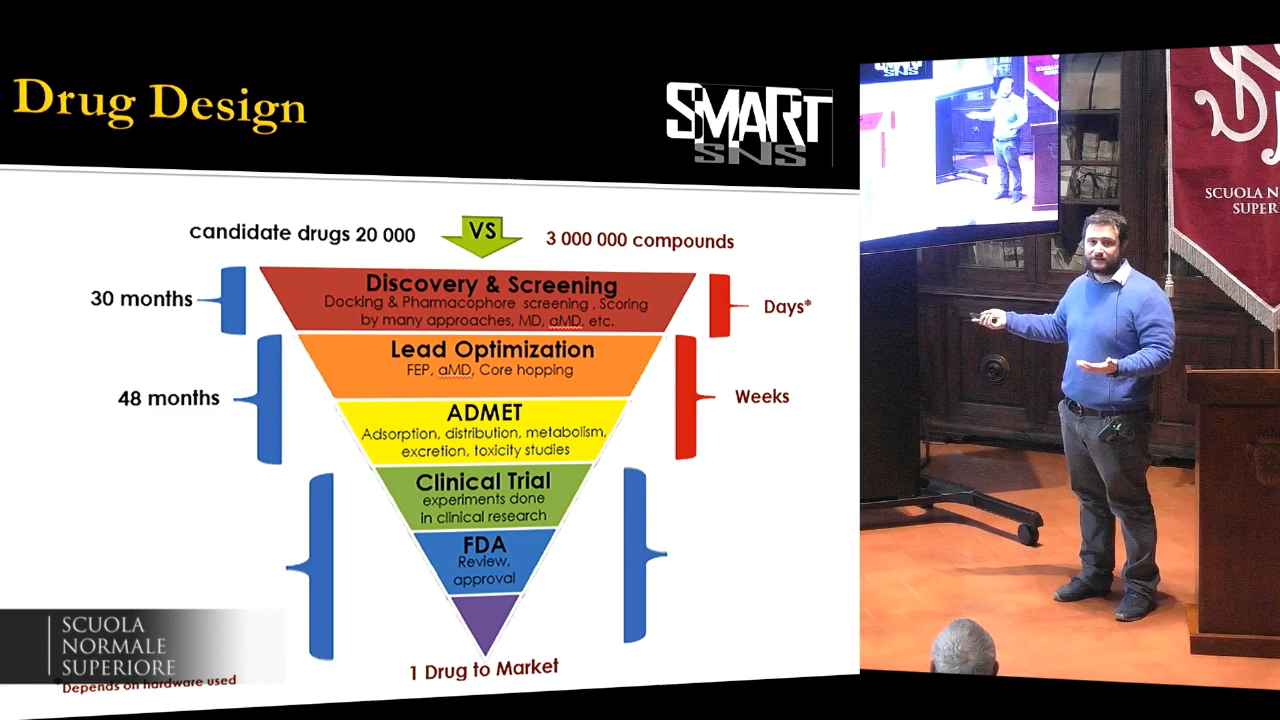 Drug Design
SMART
SNS
candidate drugs 20 000
VS
3 000 000 compounds
30 months
Discovery & Screening
Docking & Pharmacophore screening , Scoring
by many approaches, MD, aMD, etc.
Days*
48 months
Lead Optimization
FEP, aMD, Core hopping
Weeks
ADMET
Adsorption, distribution, metabolism,
excretion, toxicity studies
Clinical Trial
experiments done
in clinical research
FDA
Review,
approval
1 Drug to Market
SCUOLA
NORMALE
SUPERIORE
*Depends on hardware used
SNS
SCUOLA N
SUPER